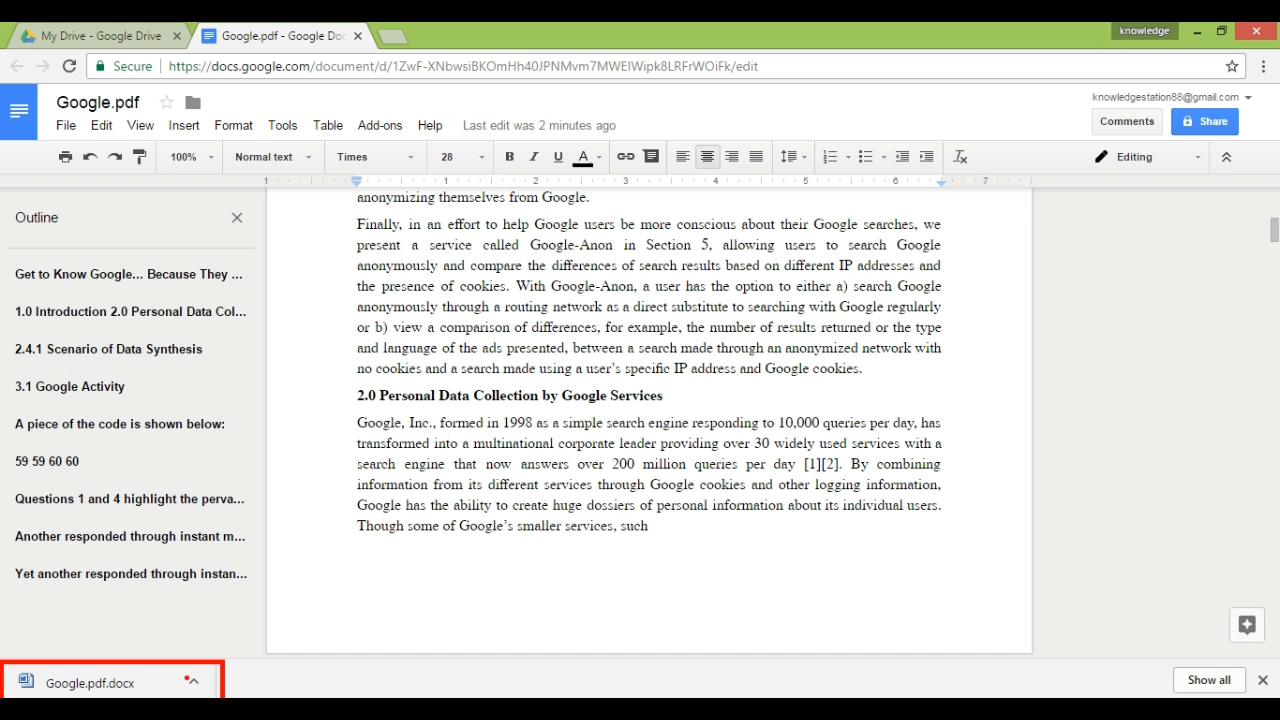 My Drive - Google Drive
Google.pdf - Google Doc
knowledge
Secure
https://docs.google.com/document/d/1ZwF-XNbwsiBKOmHh40JPNMvm7MWEIWipk8LRFrWOiFk/edit
Google.pdf
knowledgestation88@gmail.com
File Edit View Insert Format Tools Table Add-ons Help Last edit was 2 minutes ago
Comments Share
100% Normal text Times 28 B I U A Editing
1 1 2 3 4 5 6 7
Outline
Get to Know Google... Because They ...
1.0 Introduction 2.0 Personal Data Col...
2.4.1 Scenario of Data Synthesis
3.1 Google Activity
A piece of the code is shown below:
59 59 60 60
Questions 1 and 4 highlight the perva...
Another responded through instant m...
Yet another responded through instan...
anonymizing themselves from Google.
Finally, in an effort to help Google users be more conscious about their Google searches, we
present a service called Google-Anon in Section 5, allowing users to search Google
anonymously and compare the differences of search results based on different IP addresses and
the presence of cookies. With Google-Anon, a user has the option to either a) search Google
anonymously through a routing network as a direct substitute to searching with Google regularly
or b) view a comparison of differences, for example, the number of results returned or the type
and language of the ads presented, between a search made through an anonymized network with
no cookies and a search made using a user's specific IP address and Google cookies.
2.0 Personal Data Collection by Google Services
Google, Inc., formed in 1998 as a simple search engine responding to 10,000 queries per day, has
transformed into a multinational corporate leader providing over 30 widely used services with a
search engine that now answers over 200 million queries per day [1][2]. By combining
information from its different services through Google cookies and other logging information,
Google has the ability to create huge dossiers of personal information about its individual users.
Though some of Google's smaller services, such
Google.pdf.docx
Show all